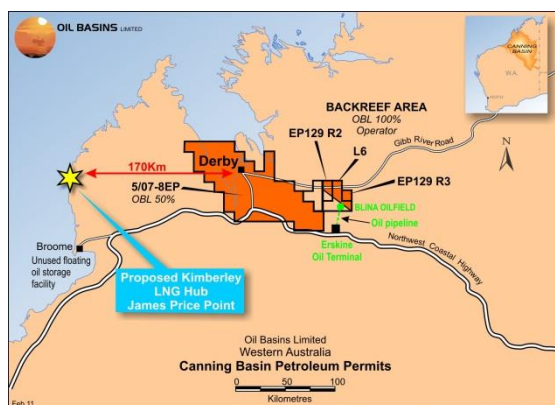 OIL BASINS LIMITED
CANNING
BASIN
W.A.
BACKREEF AREA
OBL 100%
Operator
EP129 R2
L6
Gibb River Road
N
EP129 R3
Derby
170Km
5/07-8EP
OBL 50%
BLINA OILFIELD
Oil pipeline
Erskine
Oil Terminal
Northwest Coastal Highway
Broome
Unused floating
oil storage
facility
Proposed Kimberley
LNG Hub
James Price Point
Oil Basins Limited
Western Australia
Canning Basin Petroleum Permits
0 50 100
Kilometres
Feb 11